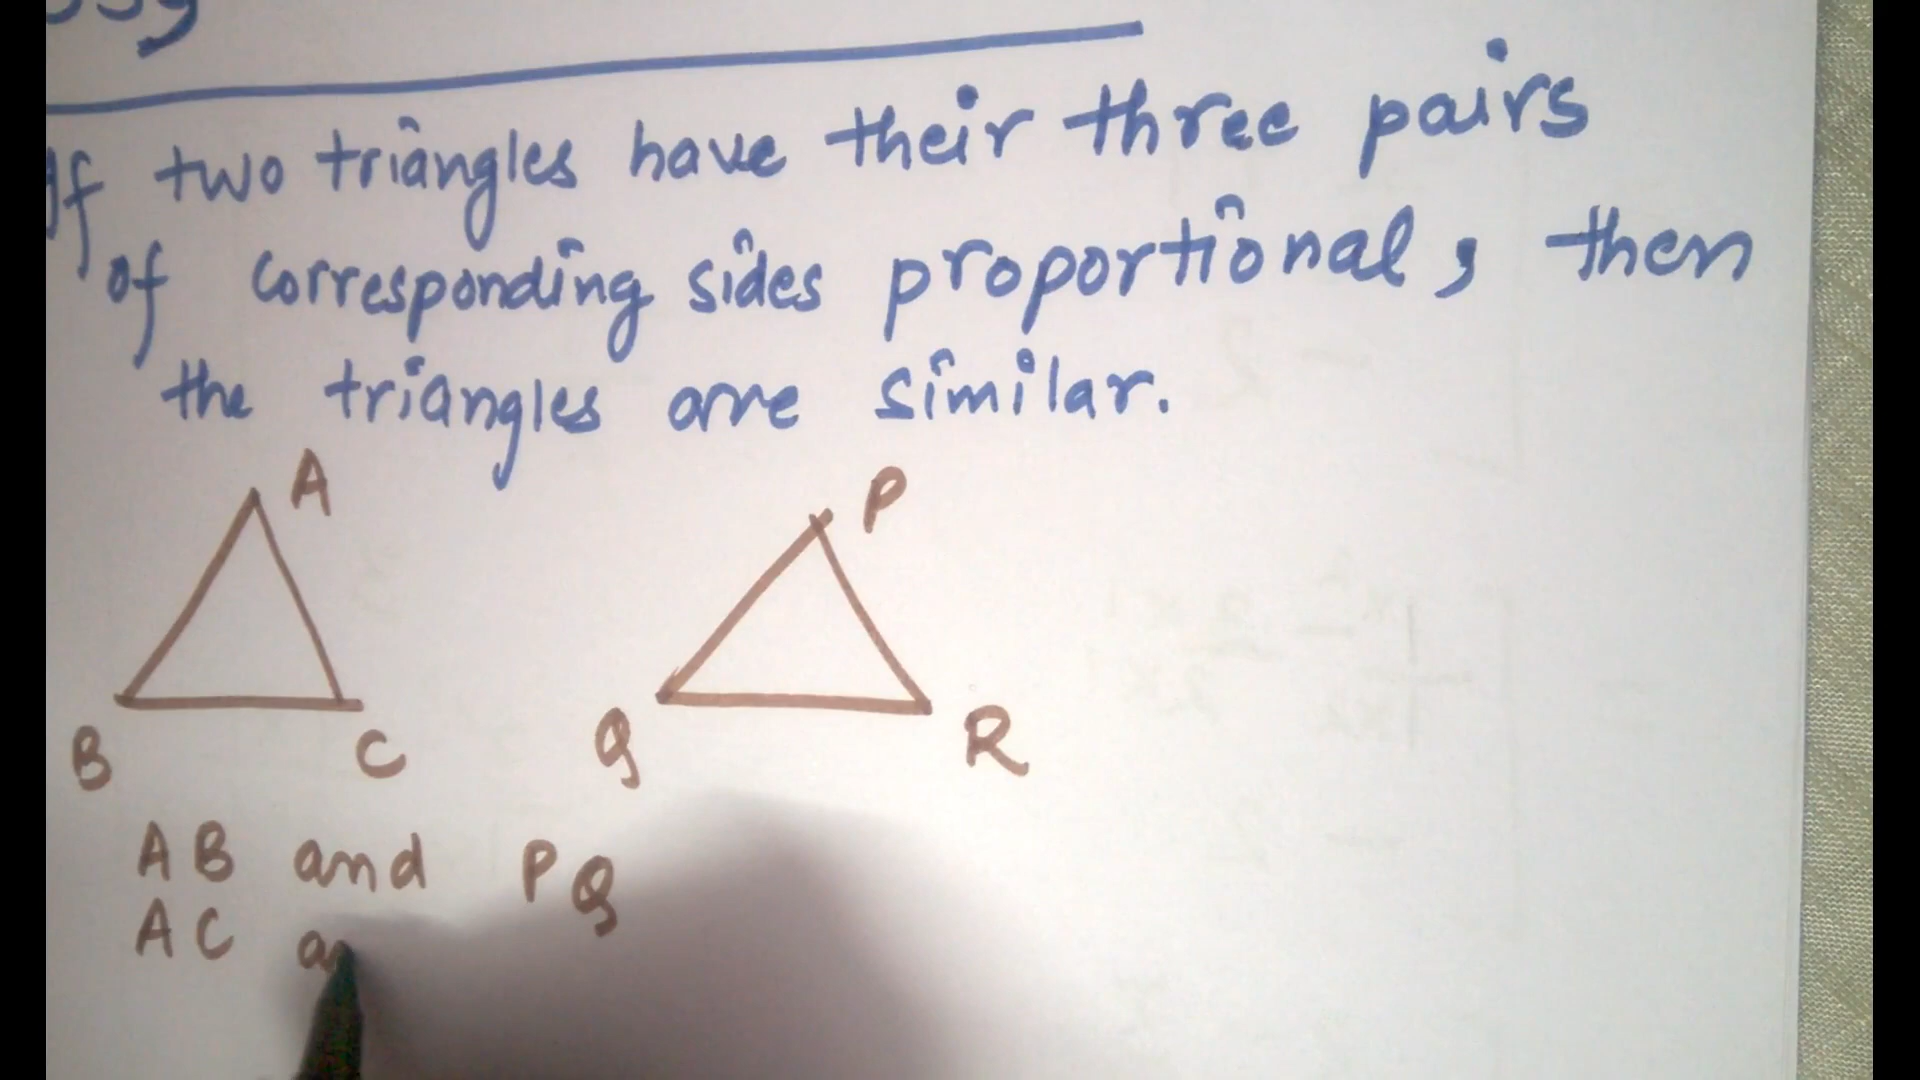 If two triangles have their three pairs
of corresponding sides proportional, then
the triangles are similar.
A
P
B
C
Q
R
AB and PQ
AC